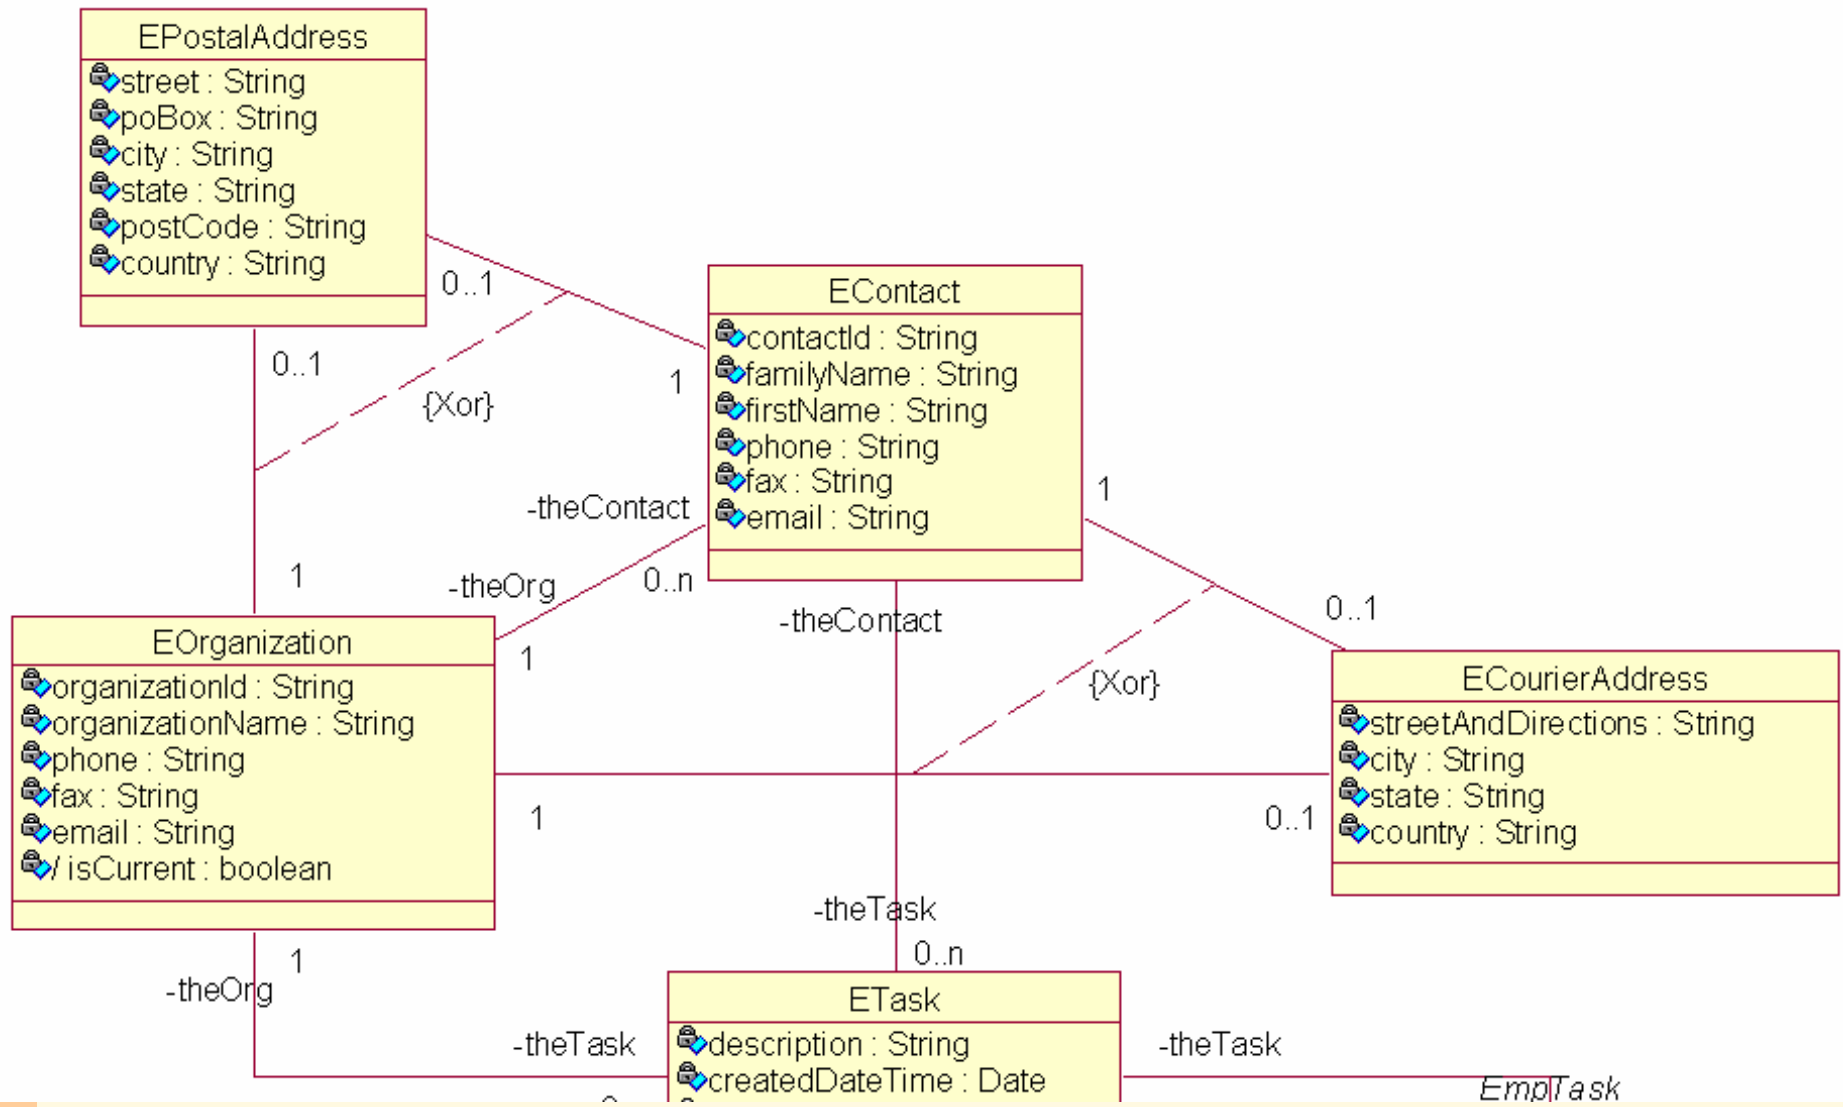 EPostalAddress
street : String
poBox : String
city : String
state : String
postCode : String
country : String
0..1
0..1
{Xor}
1
1
EContact
contactId : String
familyName : String
firstName : String
phone : String
fax : String
email : String
-theContact
-theOrg
0..n
1
1
0..1
-theContact
{Xor}
EOrganization
organizationId : String
organizationName : String
phone : String
fax : String
email : String
/ isCurrent : boolean
1
0..1
ECourierAddress
streetAndDirections : String
city : String
state : String
country : String
-theTask
0..n
1
-theOrg
-theTask
ETask
description : String
createdDateTime : Date
-theTask
EmpTask